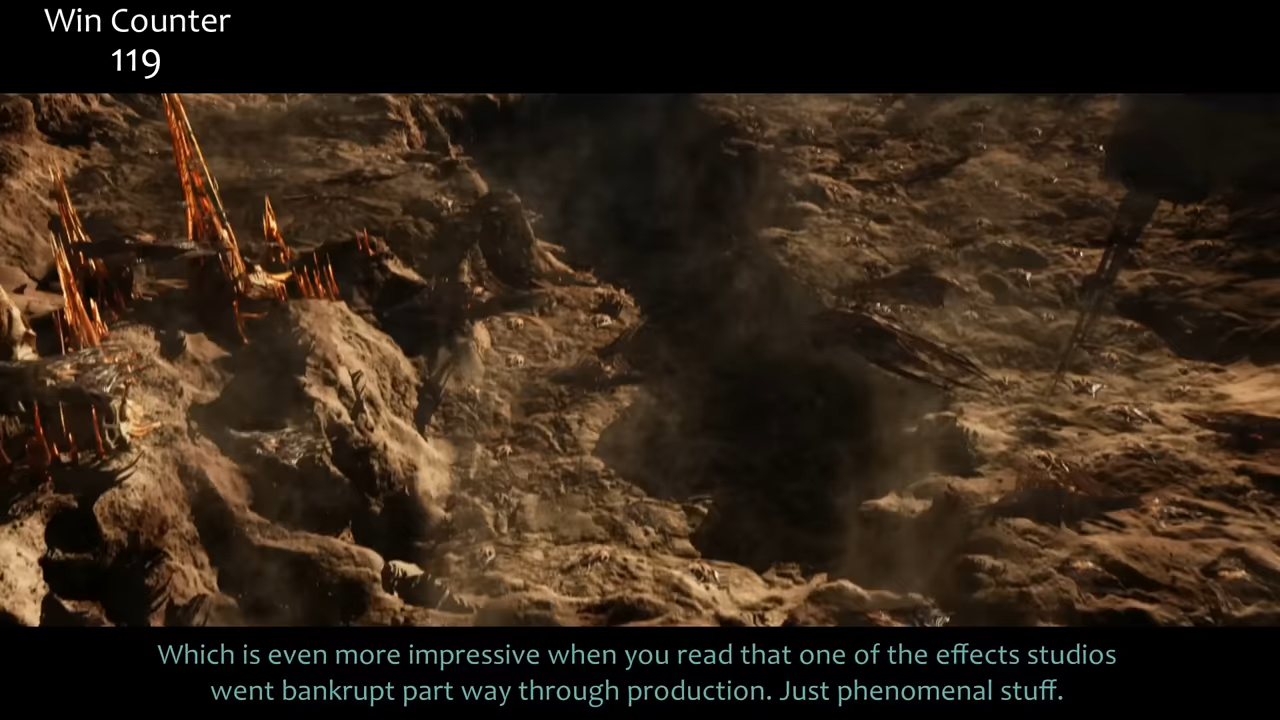 Win Counter
119
Which is even more impressive when you read that one of the effects studios
went bankrupt part way through production. Just phenomenal stuff.